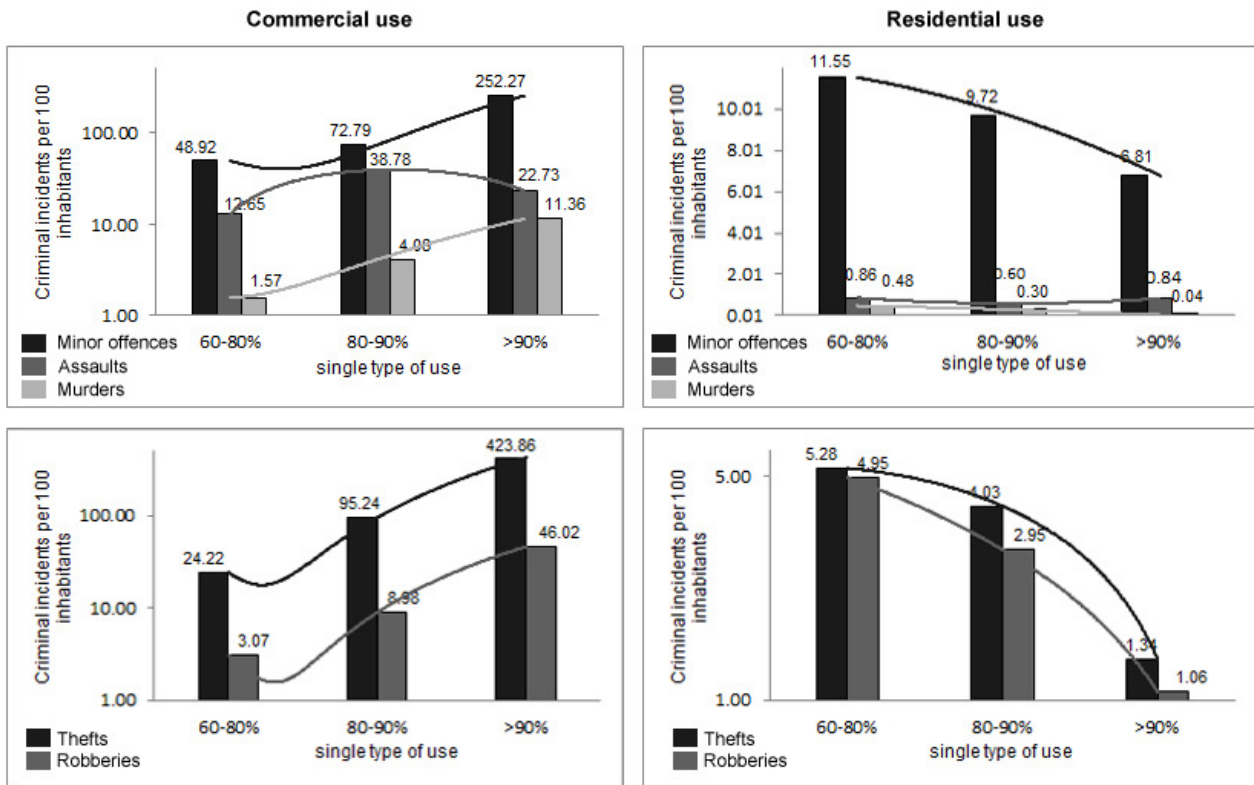 Commercial use
Residential use
Criminal incidents per 100
inhabitants
100.00
10.00
1.00
48.92
12.65
1.57
72.79
38.78
4.08
252.27
22.73
11.36
60-80%
80-90%
>90%
single type of use
Minor offences
Assaults
Murders
Criminal incidents per 100
inhabitants
10.01
8.01
6.01
4.01
2.01
0.01
11.55
0.86
0.48
9.72
0.60
0.30
6.81
0.84
0.04
60-80%
80-90%
>90%
single type of use
Minor offences
Assaults
Murders
Criminal incidents per 100
inhabitants
100.00
10.00
1.00
24.22
3.07
95.24
8.98
423.86
46.02
60-80%
80-90%
>90%
single type of use
Thefts
Robberies
Criminal incidents per 100
inhabitants
5.00
1.00
5.28
4.95
4.03
2.95
1.34
1.06
60-80%
80-90%
>90%
single type of use
Thefts
Robberies